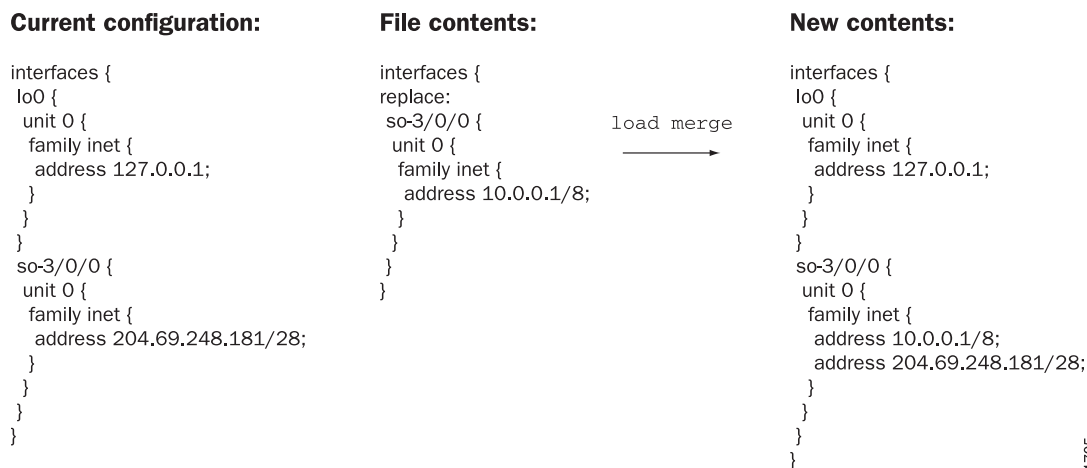 Current configuration:
interfaces {
lo0 {
unit 0 {
family inet {
address 127.0.0.1;
}
}
}
so-3/0/0 {
unit 0 {
family inet {
address 204.69.248.181/28;
}
}
}
}
File contents:
interfaces {
replace:
so-3/0/0 {
unit 0 {
family inet {
address 10.0.0.1/8;
}
}
}
}
load merge
New contents:
interfaces {
lo0 {
unit 0 {
family inet {
address 127.0.0.1;
}
}
}
so-3/0/0 {
unit 0 {
family inet {
address 10.0.0.1/8;
address 204.69.248.181/28;
}
}
}
}